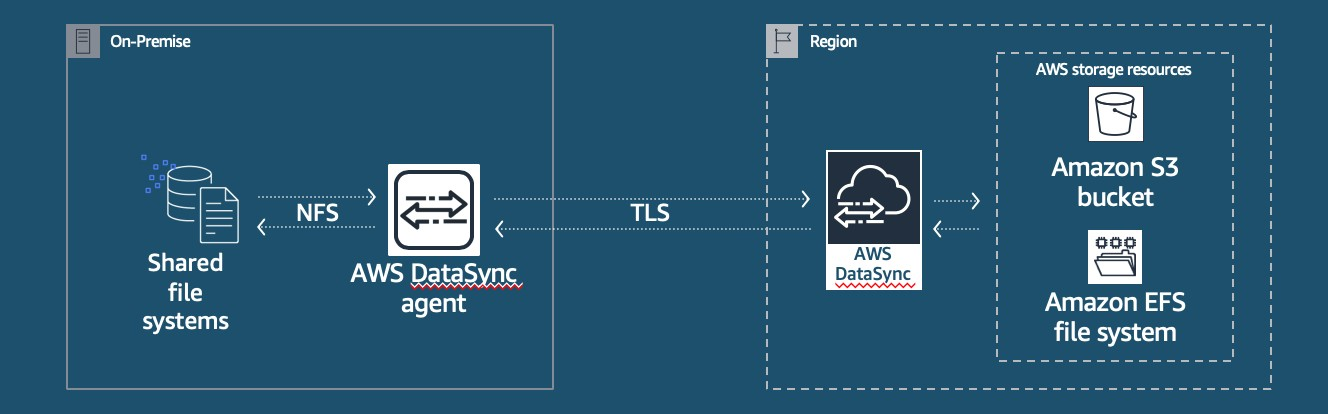 On-Premise
Shared
file
systems
NFS
AWS DataSync
agent
TLS
Region
AWS
DataSync
AWS storage resources
Amazon S3
bucket
Amazon EFS
file system